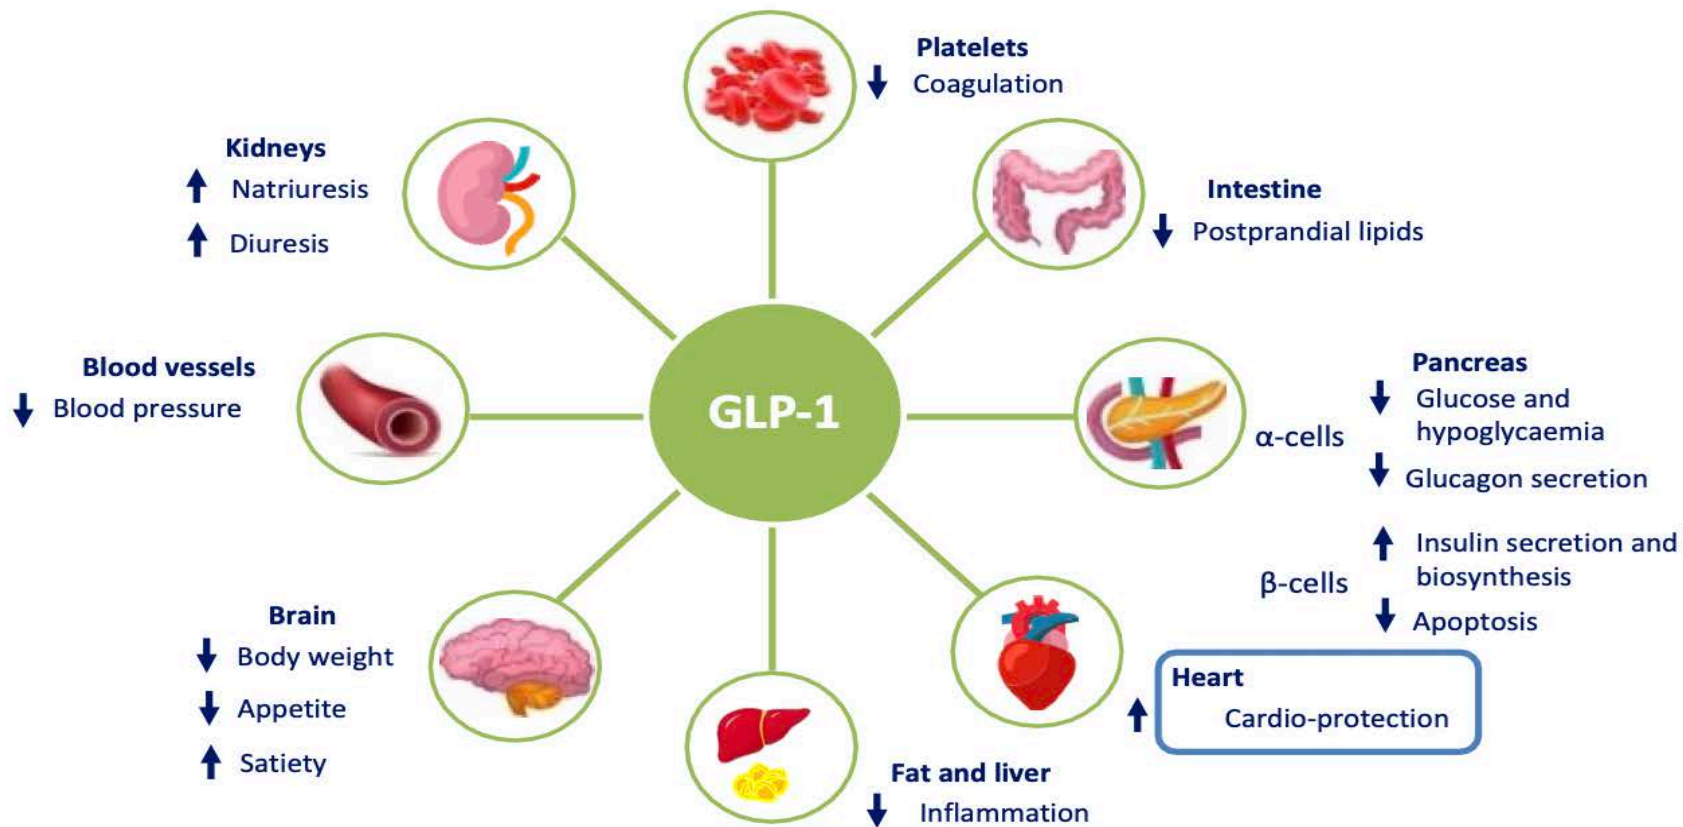 Platelets
↓ Coagulation
Kidneys
↑ Natriuresis
↑ Diuresis
Intestine
↓ Postprandial lipids
Blood vessels
↓ Blood pressure
GLP-1
Pancreas
α-cells
↓ Glucose and
hypoglycaemia
↓ Glucagon secretion
β-cells
↑ Insulin secretion and
biosynthesis
↓ Apoptosis
Brain
↓ Body weight
↓ Appetite
↑ Satiety
Heart
↑ Cardio-protection
Fat and liver
↓ Inflammation